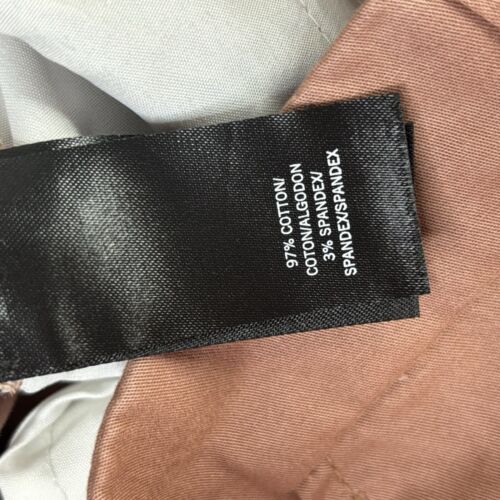 97% COTTON/
COTON/ALGODON
3% SPANDEX/
SPANDEX/SPANDEX